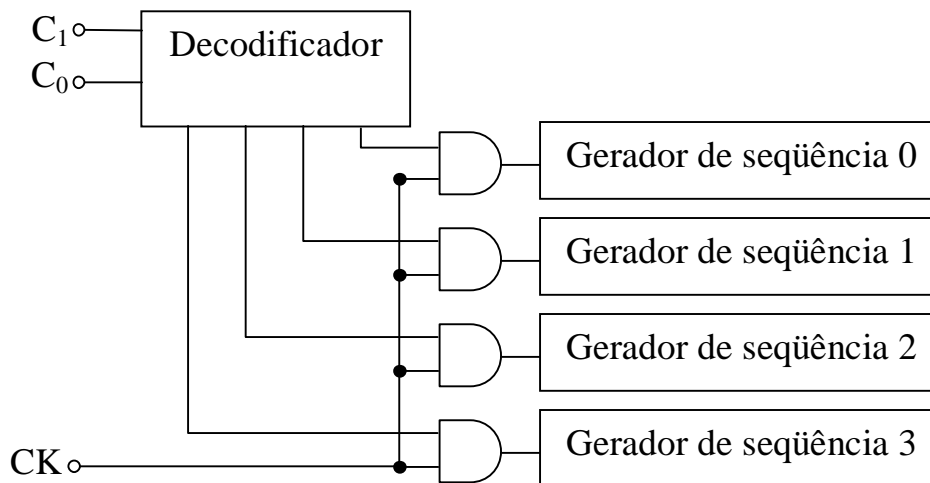 C₁
Decodificador
C₀
Gerador de seqüência 0
Gerador de seqüência 1
Gerador de seqüência 2
Gerador de seqüência 3
CK